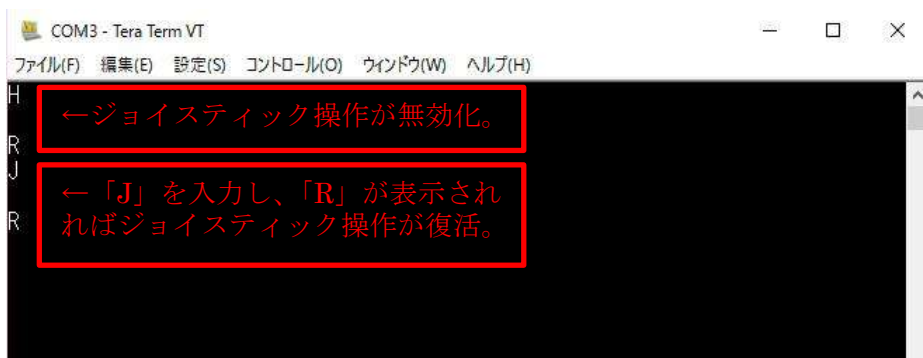 COM3 - Tera Term VT
ファイル(F) 編集(E) 設定(S) コントロール(O) ウィンドウ(W) ヘルプ(H)
H
←ジョイスティック操作が無効化。
R
J
←「J」を入力し、「R」が表示され
R
ればジョイスティック操作が復活。